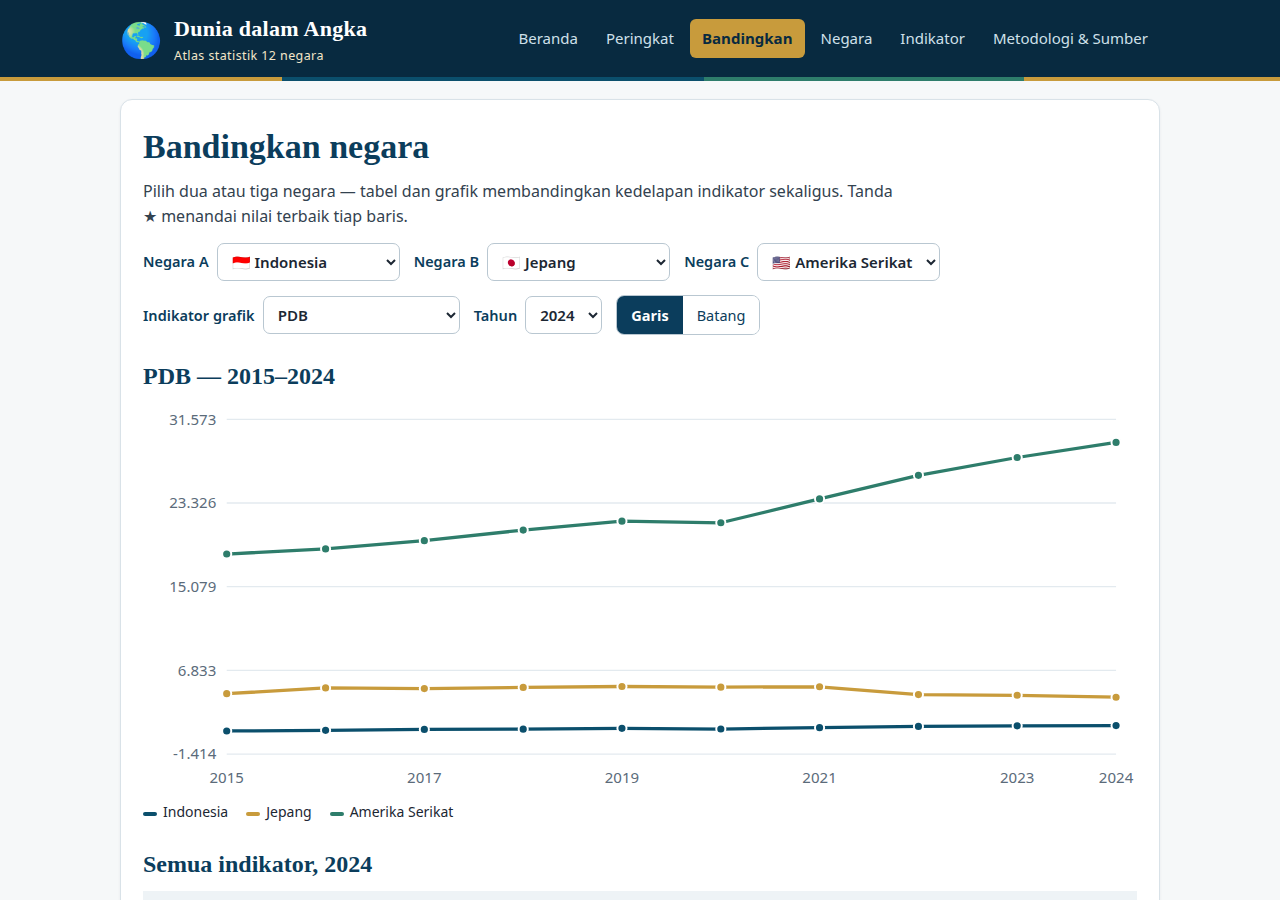 Dunia dalam Angka
Atlas statistik 12 negara
Beranda Peringkat Bandingkan Negara Indikator Metodologi & Sumber
Bandingkan negara
Pilih dua atau tiga negara — tabel dan grafik membandingkan kedelapan indikator sekaligus. Tanda
★ menandai nilai terbaik tiap baris.
Negara A 🇮🇩 Indonesia Negara B 🇯🇵 Jepang Negara C 🇺🇸 Amerika Serikat
Indikator grafik PDB Tahun 2024 Garis Batang
PDB — 2015–2024
31.573
23.326
15.079
6.833
-1.414
2015 2017 2019 2021 2023 2024
Indonesia Jepang Amerika Serikat
Semua indikator, 2024